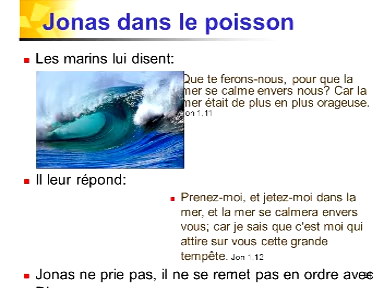 Jonas dans le poisson
Les marins lui disent:
Que te ferons-nous, pour que la
mer se calme envers nous? Car la
mer était de plus en plus orageuse.
Jon 1.11
Il leur répond:
Prenez-moi, et jetez-moi dans la
mer, et la mer se calmera envers
vous; car je sais que c'est moi qui
attire sur vous cette grande
tempête. Jon 1.12
Jonas ne prie pas, il ne se remet pas en ordre avec